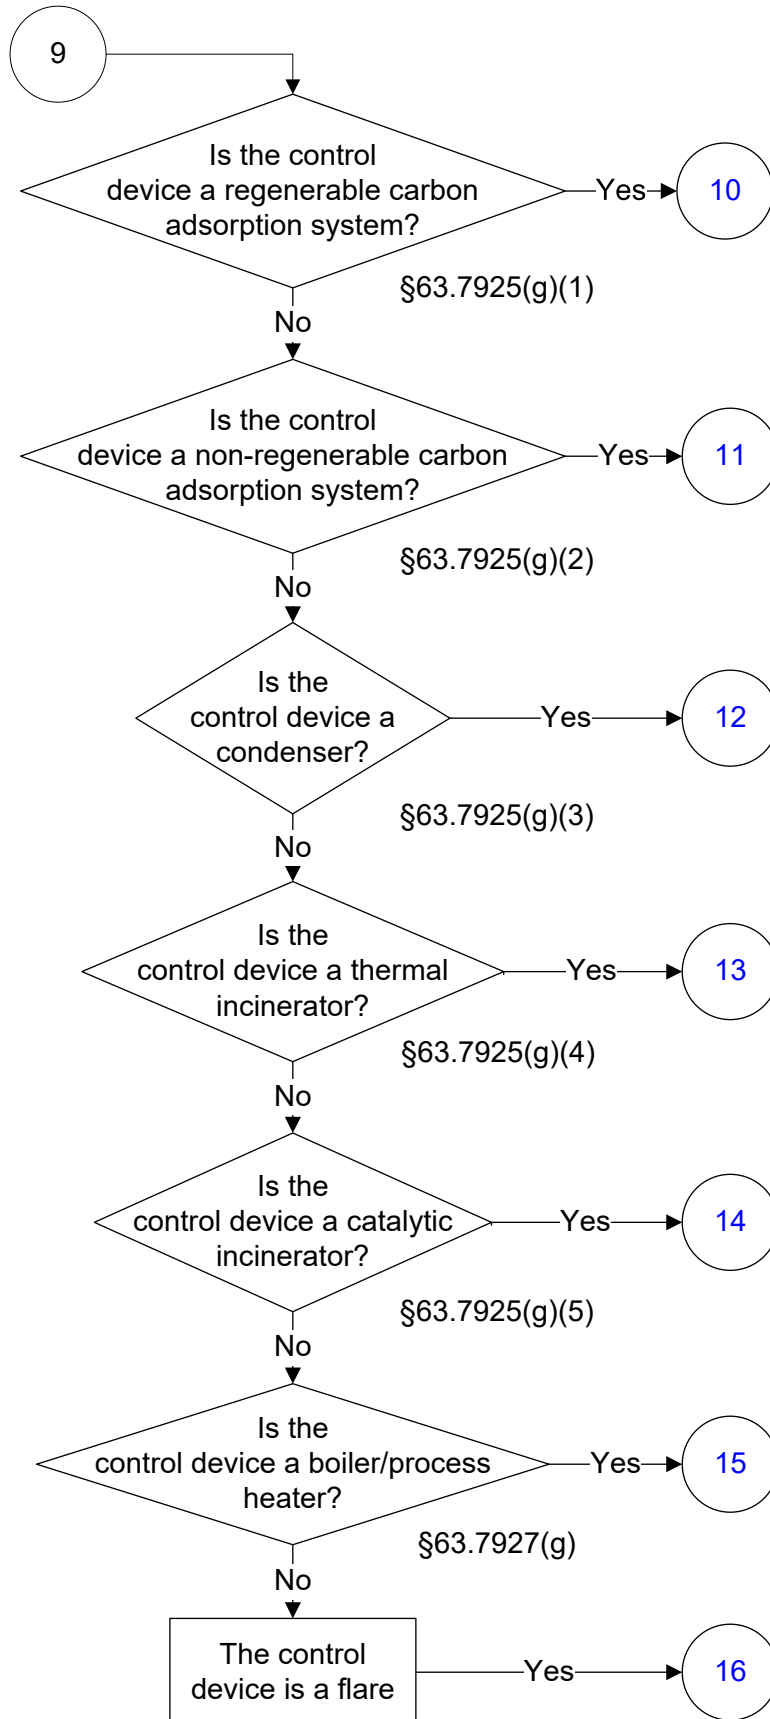 9
Is the control
device a regenerable carbon
adsorption system?
Yes
10
§63.7925(g)(1)
No
Is the control
device a non-regenerable carbon
adsorption system?
Yes
11
§63.7925(g)(2)
No
Is the
control device a
condenser?
Yes
12
§63.7925(g)(3)
No
Is the
control device a thermal
incinerator?
Yes
13
§63.7925(g)(4)
No
Is the
control device a catalytic
incinerator?
Yes
14
§63.7925(g)(5)
No
Is the
control device a boiler/process
heater?
Yes
15
§63.7927(g)
No
The control
device is a flare
Yes
16